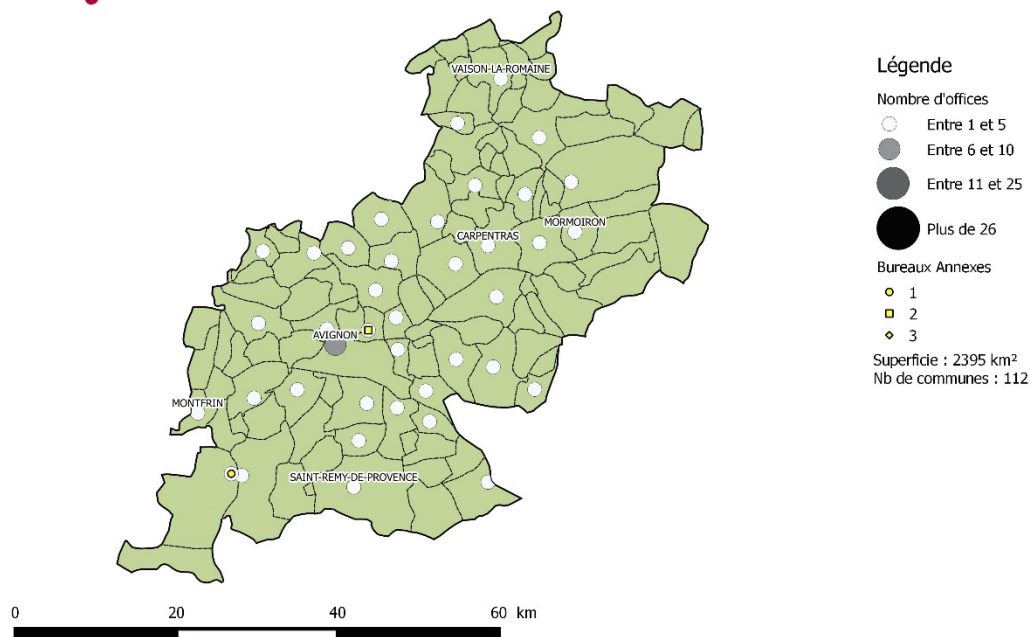 VAISON-LA-ROMAINE
MORMOIRON
CARPENTRAS
AVIGNON
MONTFRIN
SAINT-REMY-DE-PROVENCE
Légende
Nombre d'offices
Entre 1 et 5
Entre 6 et 10
Entre 11 et 25
Plus de 26
Bureaux Annexes
1
2
3
Superficie : 2395 km²
Nb de communes : 112
0 20 40 60 km